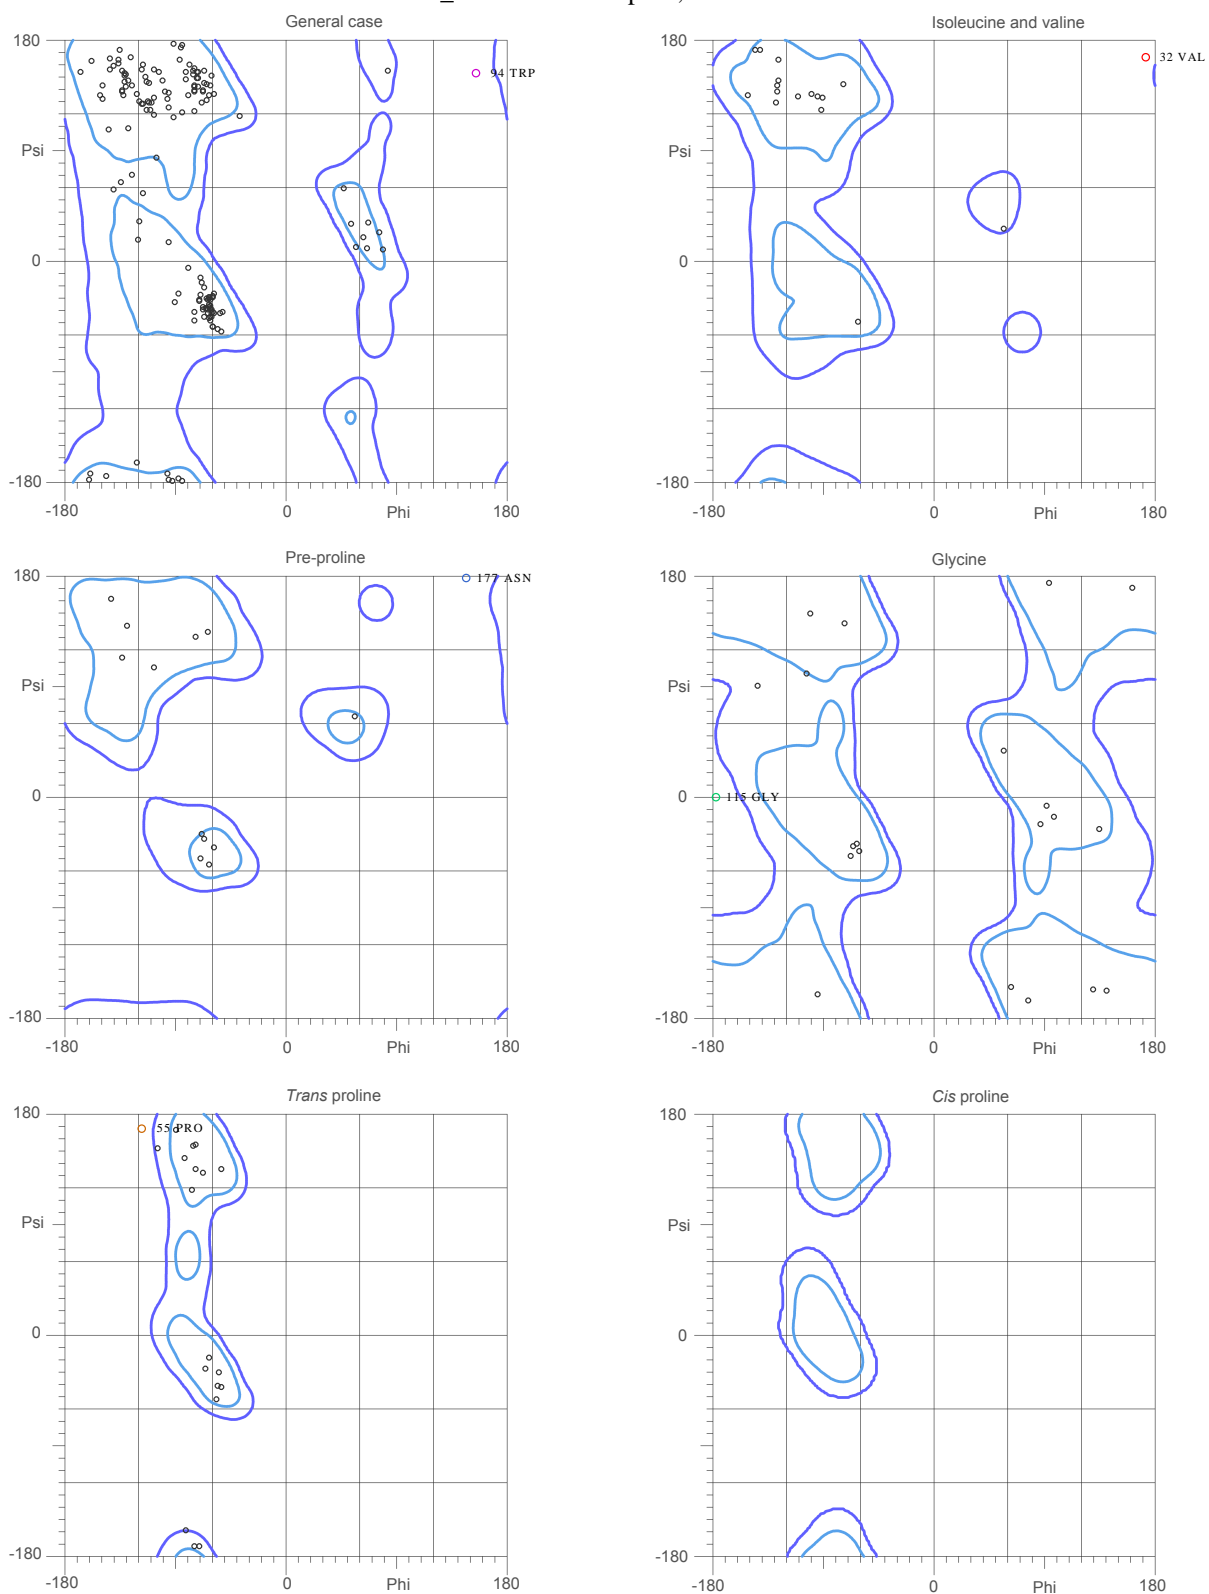 General case
Isoleucine and valine
180
180
94 TRP
32 VAL
Psi
Psi
0
0
-180
-180
-180
0
Phi
180
-180
0
Phi
180
Pre-proline
Glycine
180
177 ASN
180
Psi
Psi
0
0
115 GLY
-180
-180
-180
0
Phi
180
-180
0
Phi
180
Trans proline
Cis proline
180
55 PRO
180
Psi
Psi
0
0
-180
-180
-180
0
Phi
180
-180
0
Phi
180